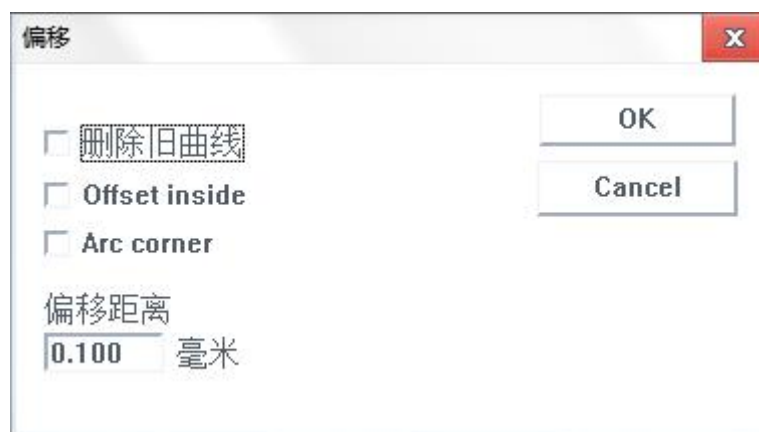 偏移
删除旧曲线
OK
Offset inside
Cancel
Arc corner
偏移距离
0.100 毫米